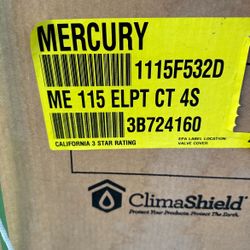 MERCURY
1115F532D
ME 115 ELPT CT 4S
3B724160
CALIFORNIA 3 STAR RATING
EPA LABEL LOCATION:
VALVE COVER
ClimaShield
Protect Your Products. Protect The Earth.